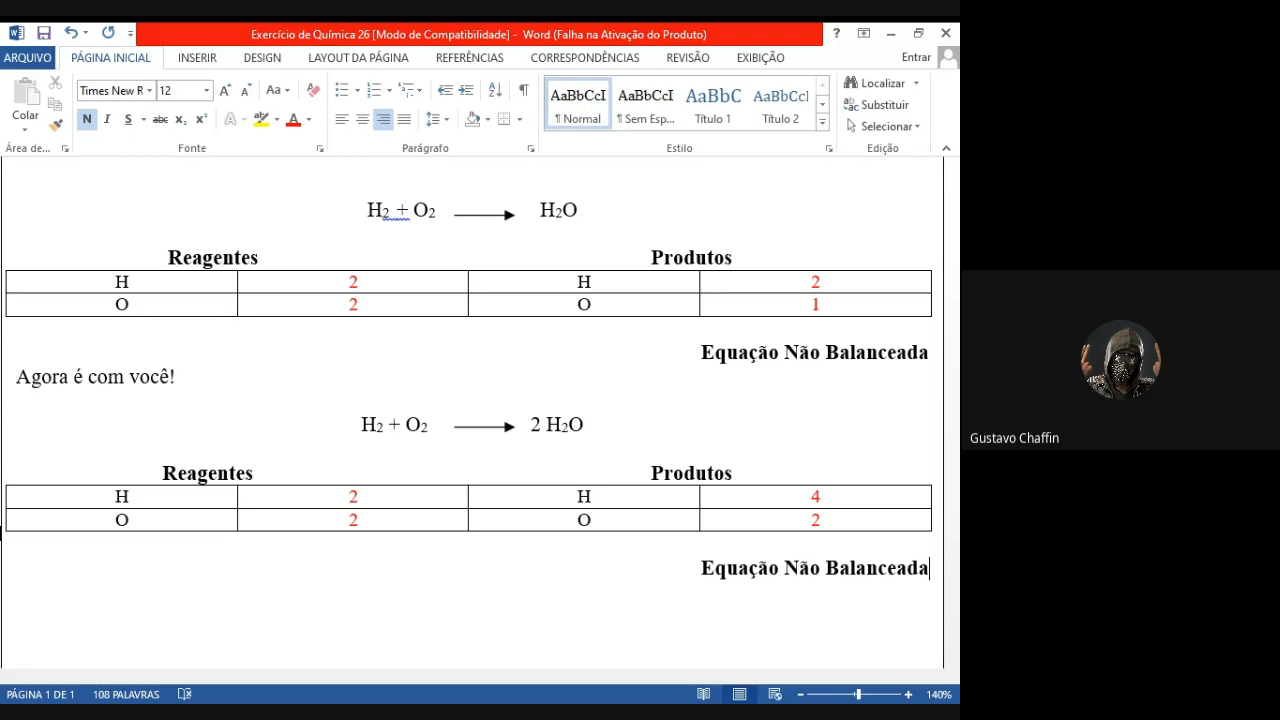 Exercício de Química 26 [Modo de Compatibilidade] - Word (Falha na Ativação do Produto)
?
ARQUIVO PÁGINA INICIAL INSERIR DESIGN LAYOUT DA PÁGINA REFERÊNCIAS CORRESPONDÊNCIAS REVISÃO EXIBIÇÃO Entrar
Colar
Times New R 12 Aa
N I S abc x₂ x² A A
AaBbCcI AaBbCcI AaBbC AaBbCcI
¶ Normal ¶ Sem Esp... Título 1 Título 2
Localizar
Substituir
Selecionar
Área de... Fonte Parágrafo Estilo Edição
H₂ + O₂ → H₂O
Reagentes Produtos
H 2 H 2
O 2 O 1
Equação Não Balanceada
Agora é com você!
H₂ + O₂ → 2 H₂O
Reagentes Produtos
H 2 H 4
O 2 O 2
Equação Não Balanceada
Gustavo Chaffin
PÁGINA 1 DE 1 108 PALAVRAS 140%